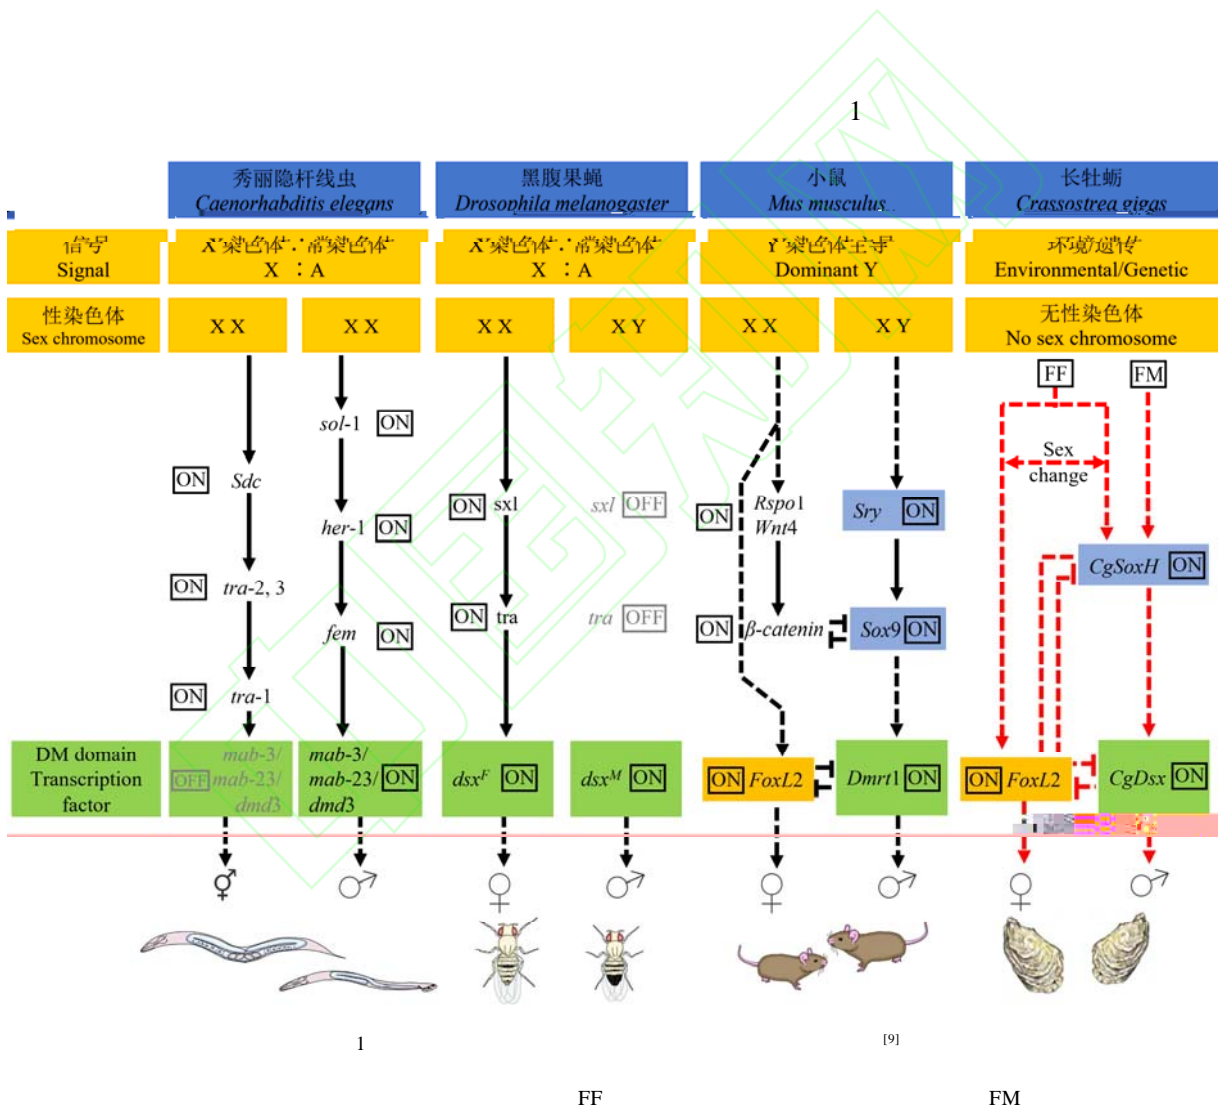 1
秀丽隐杆线虫
Caenorhabditis elegans
黑腹果蝇
Drosophila melanogaster
小鼠
Mus musculus
长牡蛎
Crassostrea gigas
信号
Signal
X 染色体：常染色体
X ：A
X 染色体：常染色体
X ：A
Y 染色体主导
Dominant Y
环境/遗传
Environmental/Genetic
性染色体
Sex chromosome
X X
X X
X X
X Y
X X
X Y
无性染色体
No sex chromosome
FF
FM
sol-1 ON
Sex
change
ON Sdc
ON sxl
sxl OFF
ON
Rspo1
Wnt4
Sry ON
her-1 ON
CgSoxH ON
ON tra-2, 3
ON tra
tra OFF
fem ON
ON β-catenin
Sox9 ON
ON tra-1
DM domain
Transcription
factor
OFF
mab-3/
mab-23/
dmd3
mab-3/
mab-23/
dmd3
ON
dsxF ON
dsxM ON
ON FoxL2
Dmrt1 ON
ON FoxL2
CgDsx ON
1
[9]
FF
FM